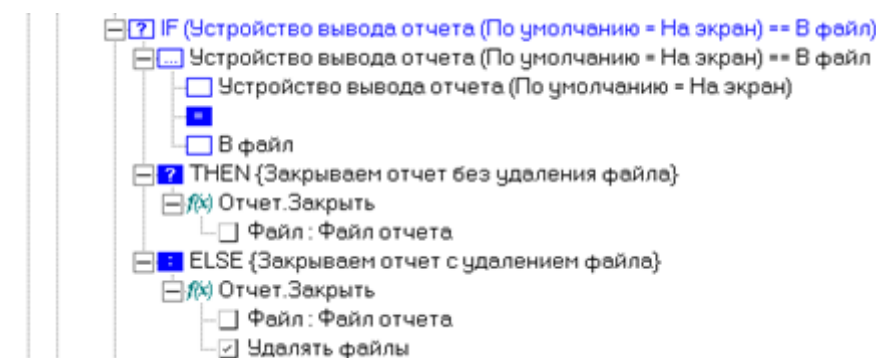 IF (Устройство вывода отчета (По умолчанию = На экран) == В файл)
Устройство вывода отчета (По умолчанию = На экран) == В файл
Устройство вывода отчета (По умолчанию = На экран)
=
В файл
THEN {Закрываем отчет без удаления файла}
f(x) Отчет.Закрыть
Файл : Файл отчета
ELSE {Закрываем отчет с удалением файла}
f(x) Отчет.Закрыть
Файл : Файл отчета
Удалять файлы